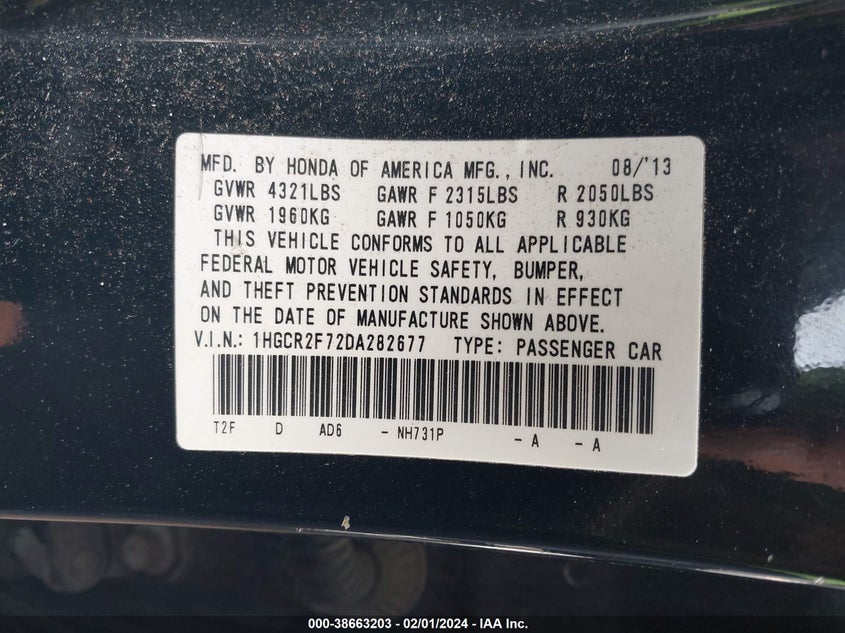 MFD. BY HONDA OF AMERICA MFG., INC. 08/'13
GVWR 4321LBS GAWR F 2315LBS R 2050LBS
GVWR 1960KG GAWR F 1050KG R 930KG
THIS VEHICLE CONFORMS TO ALL APPLICABLE
FEDERAL MOTOR VEHICLE SAFETY, BUMPER,
AND THEFT PREVENTION STANDARDS IN EFFECT
ON THE DATE OF MANUFACTURE SHOWN ABOVE.
V.I.N.: 1HGCR2F72DA282677 TYPE: PASSENGER CAR
T2F D AD6 - NH731P - A - A
000-38663203 - 02/01/2024 - IAA Inc.